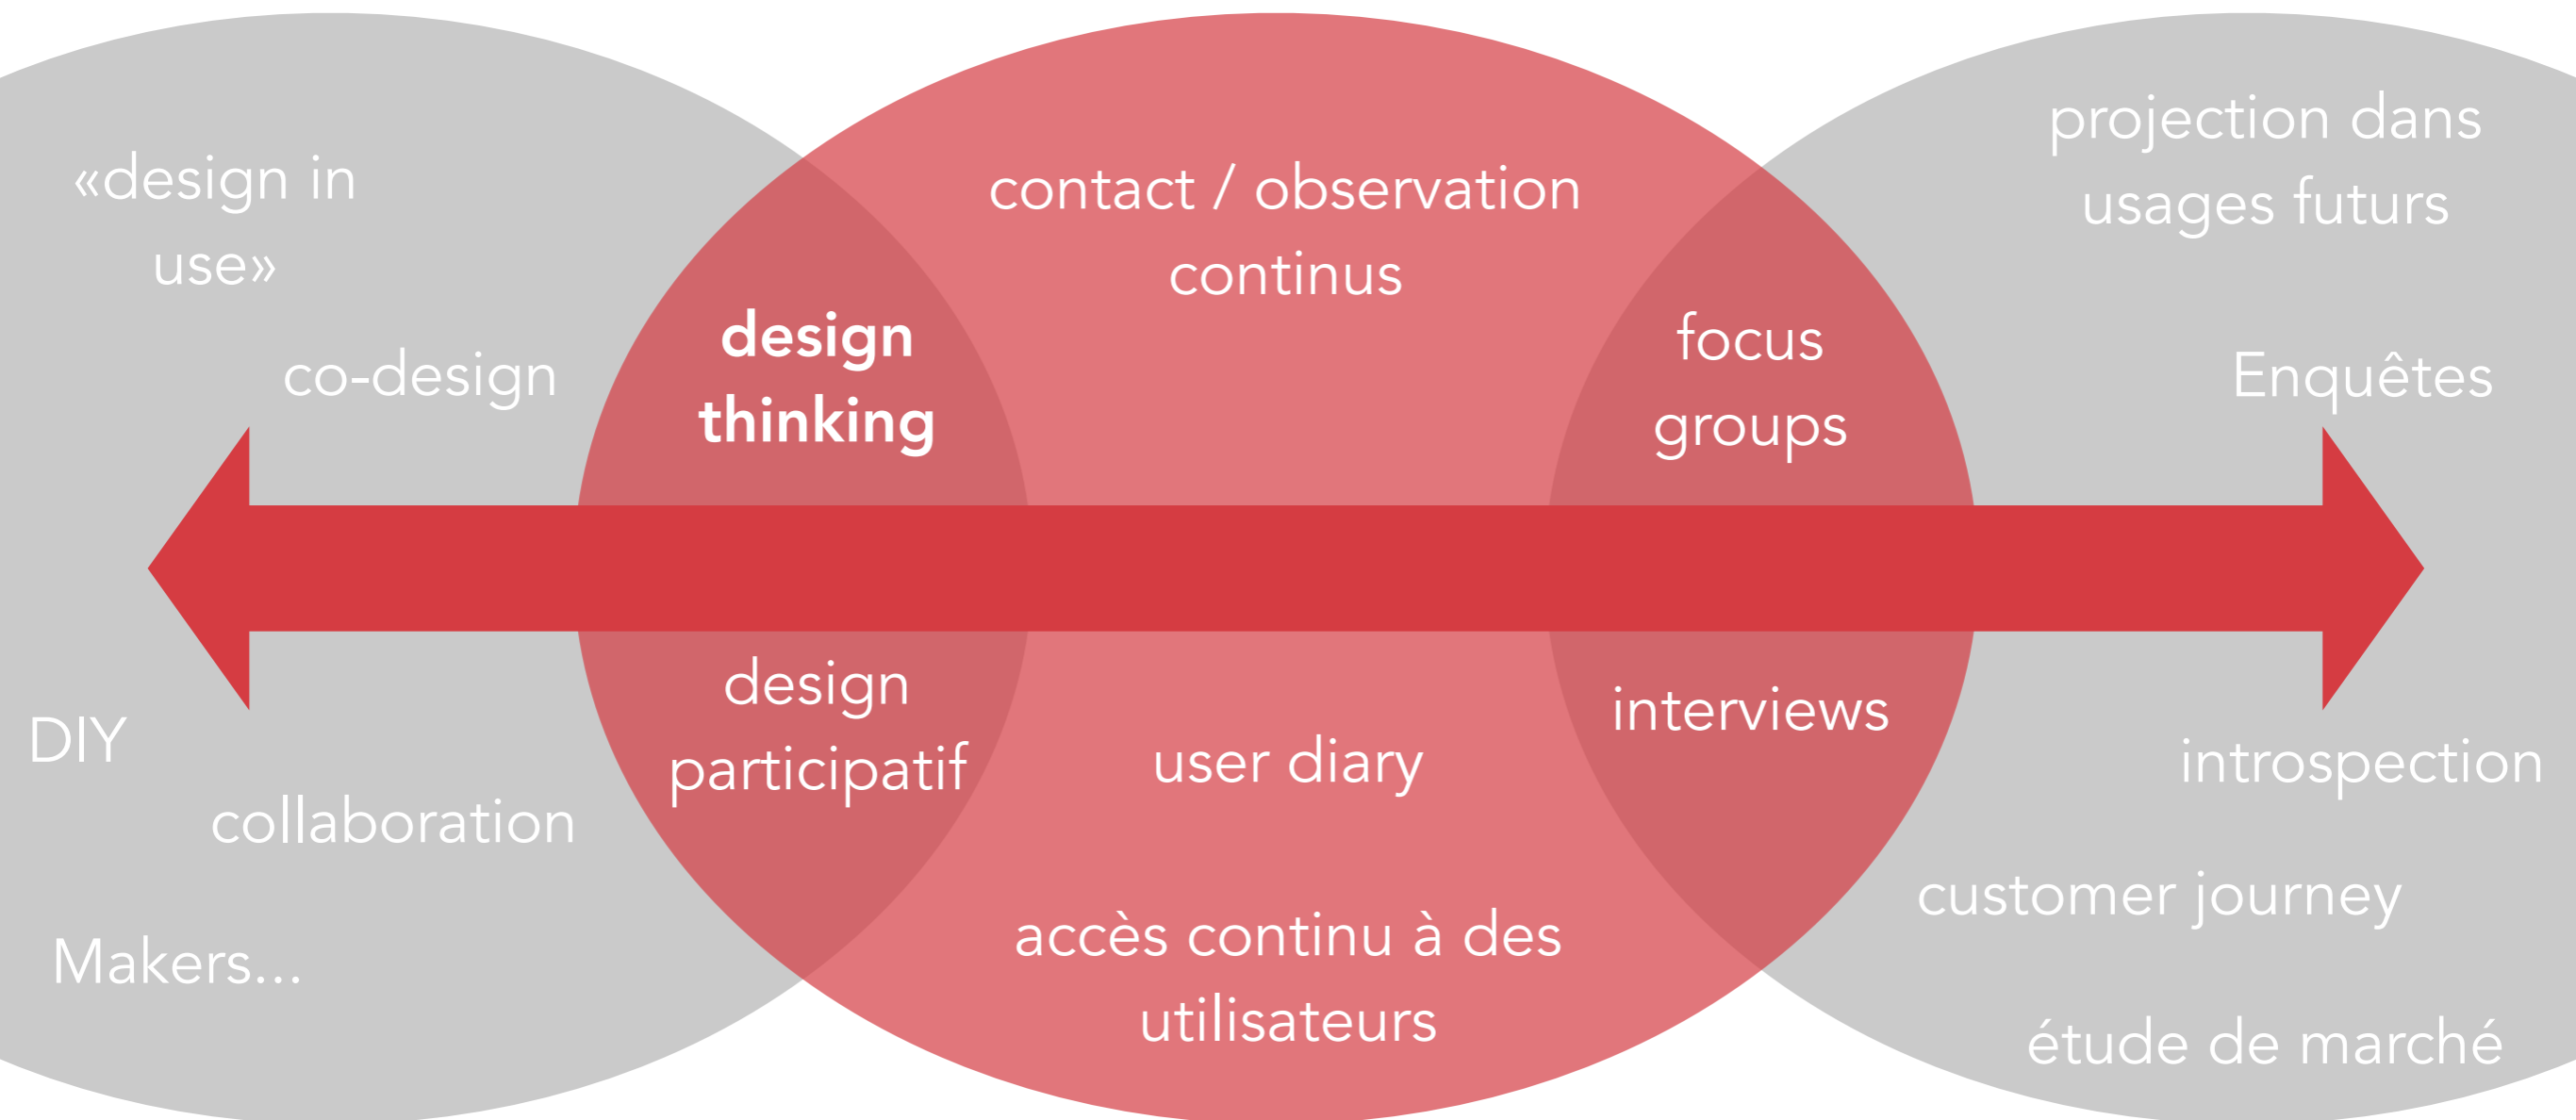 «design in
use»
co-design
DIY
collaboration
Makers...
design
thinking
design
participatif
contact / observation
continus
user diary
accès continu à des
utilisateurs
focus
groups
interviews
projection dans
usages futurs
Enquêtes
introspection
customer journey
étude de marché